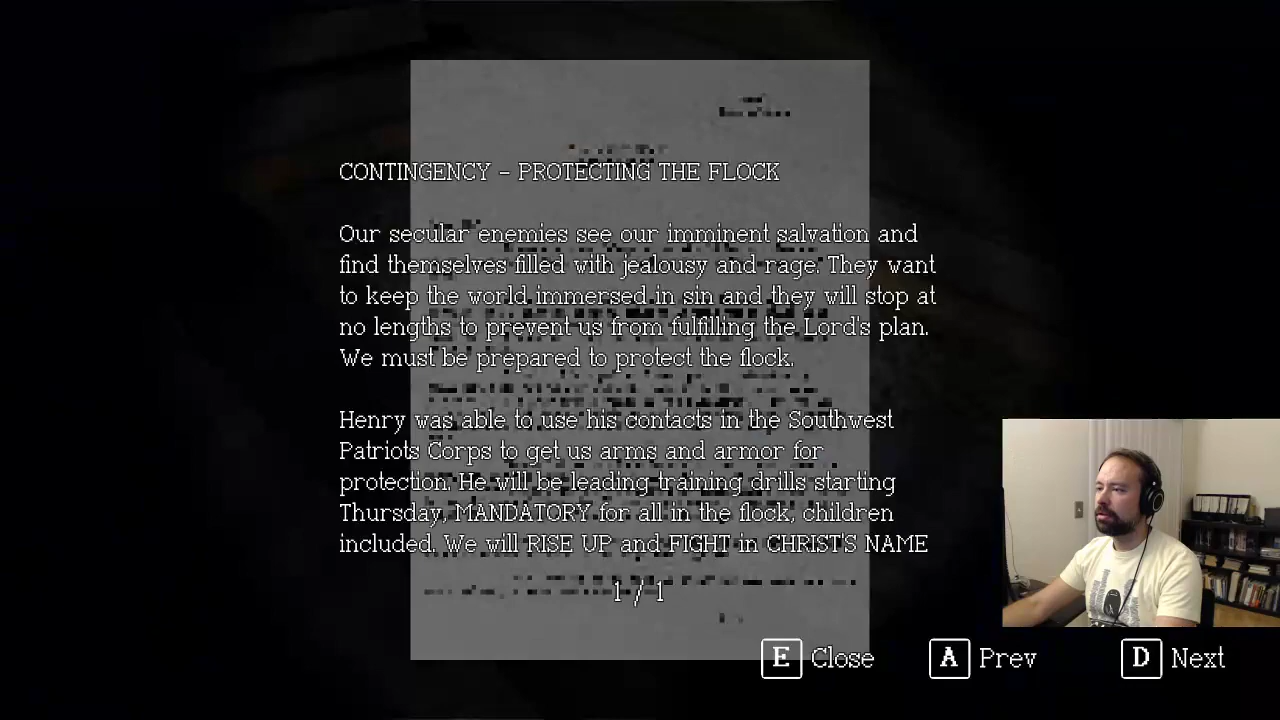 CONTINGENCY - PROTECTING THE FLOCK
Our secular enemies see our imminent salvation and
find themselves filled with jealousy and rage. They want
to keep the world immersed in sin and they will stop at
no lengths to prevent us from fulfilling the Lord's plan.
We must be prepared to protect the flock.
Henry was able to use his contacts in the Southwest
Patriots Corps to get us arms and armor for
protection. He will be leading training drills starting
Thursday, MANDATORY for all in the flock, children
included. We will RISE UP and FIGHT in CHRIST'S NAME
1 / 1
E Close A Prev D Next